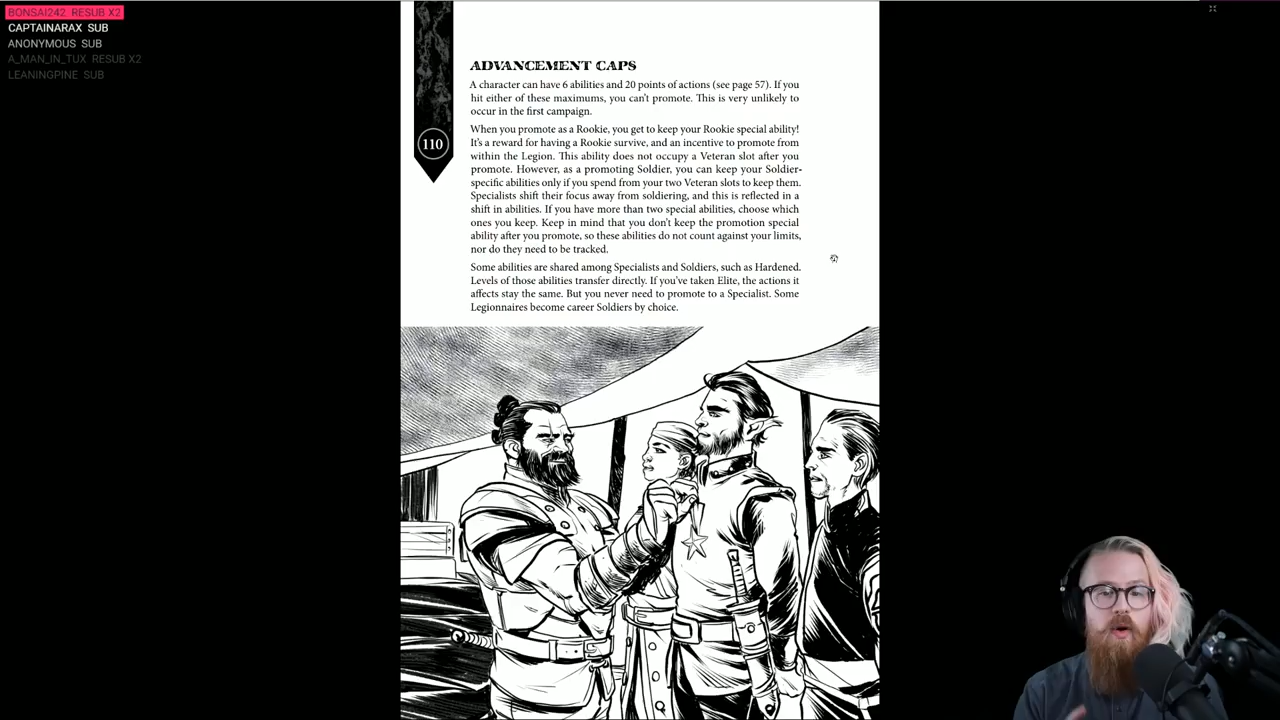 BONSAI242 RESUB X2
CAPTAINARAX SUB
ANONYMOUS SUB
A_MAN_IN_TUX RESUB X2
LEANINGPINE SUB
110
ADVANCEMENT CAPS
A character can have 6 abilities and 20 points of actions (see page 57). If you
hit either of these maximums, you can't promote. This is very unlikely to
occur in the first campaign.
When you promote as a Rookie, you get to keep your Rookie special ability!
It's a reward for having a Rookie survive, and an incentive to promote from
within the Legion. This ability does not occupy a Veteran slot after you
promote. However, as a promoting Soldier, you can keep your Soldier-
specific abilities only if you spend from your two Veteran slots to keep them.
Specialists shift their focus away from soldiering, and this is reflected in a
shift in abilities. If you have more than two special abilities, choose which
ones you keep. Keep in mind that you don't keep the promotion special
ability after you promote, so these abilities do not count against your limits,
nor do they need to be tracked.
Some abilities are shared among Specialists and Soldiers, such as Hardened.
Levels of those abilities transfer directly. If you've taken Elite, the actions it
affects stay the same. But you never need to promote to a Specialist. Some
Legionnaires become career Soldiers by choice.